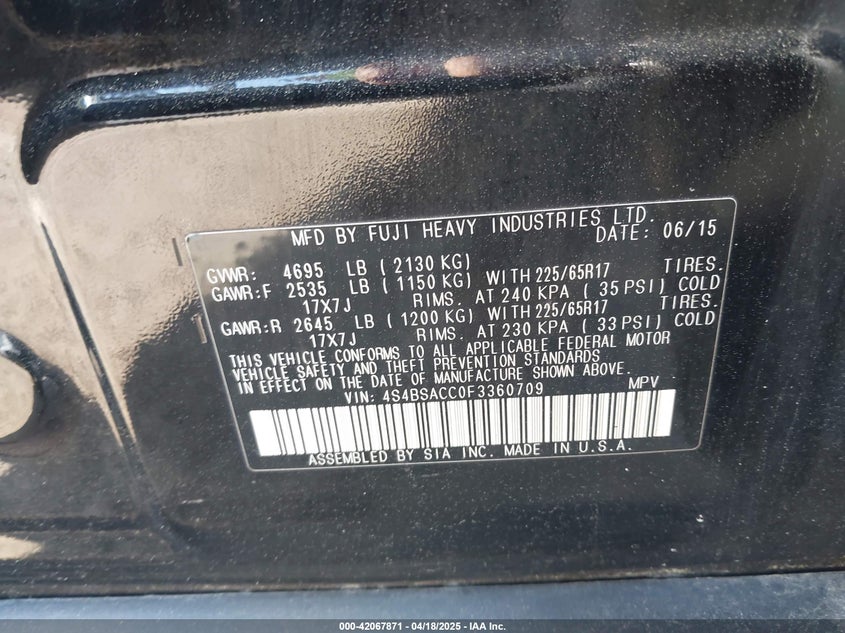 MFD BY FUJI HEAVY INDUSTRIES LTD.
DATE: 06/15
GVWR: 4695 LB ( 2130 KG)
GAWR:F 2535 LB ( 1150 KG) WITH 225/65R17 TIRES.
17X7J RIMS. AT 240 KPA ( 35 PSI) COLD
GAWR:R 2645 LB ( 1200 KG) WITH 225/65R17 TIRES.
17X7J RIMS. AT 230 KPA ( 33 PSI) COLD
THIS VEHICLE CONFORMS TO ALL APPLICABLE FEDERAL MOTOR
VEHICLE SAFETY AND THEFT PREVENTION STANDARDS
IN EFFECT ON THE DATE OF MANUFACTURE SHOWN ABOVE.
VIN: 4S4BSACC0F3360709 MPV
ASSEMBLED BY SIA INC. MADE IN U.S.A.
000-42067871 | 04/18/2025 | IAA Inc.